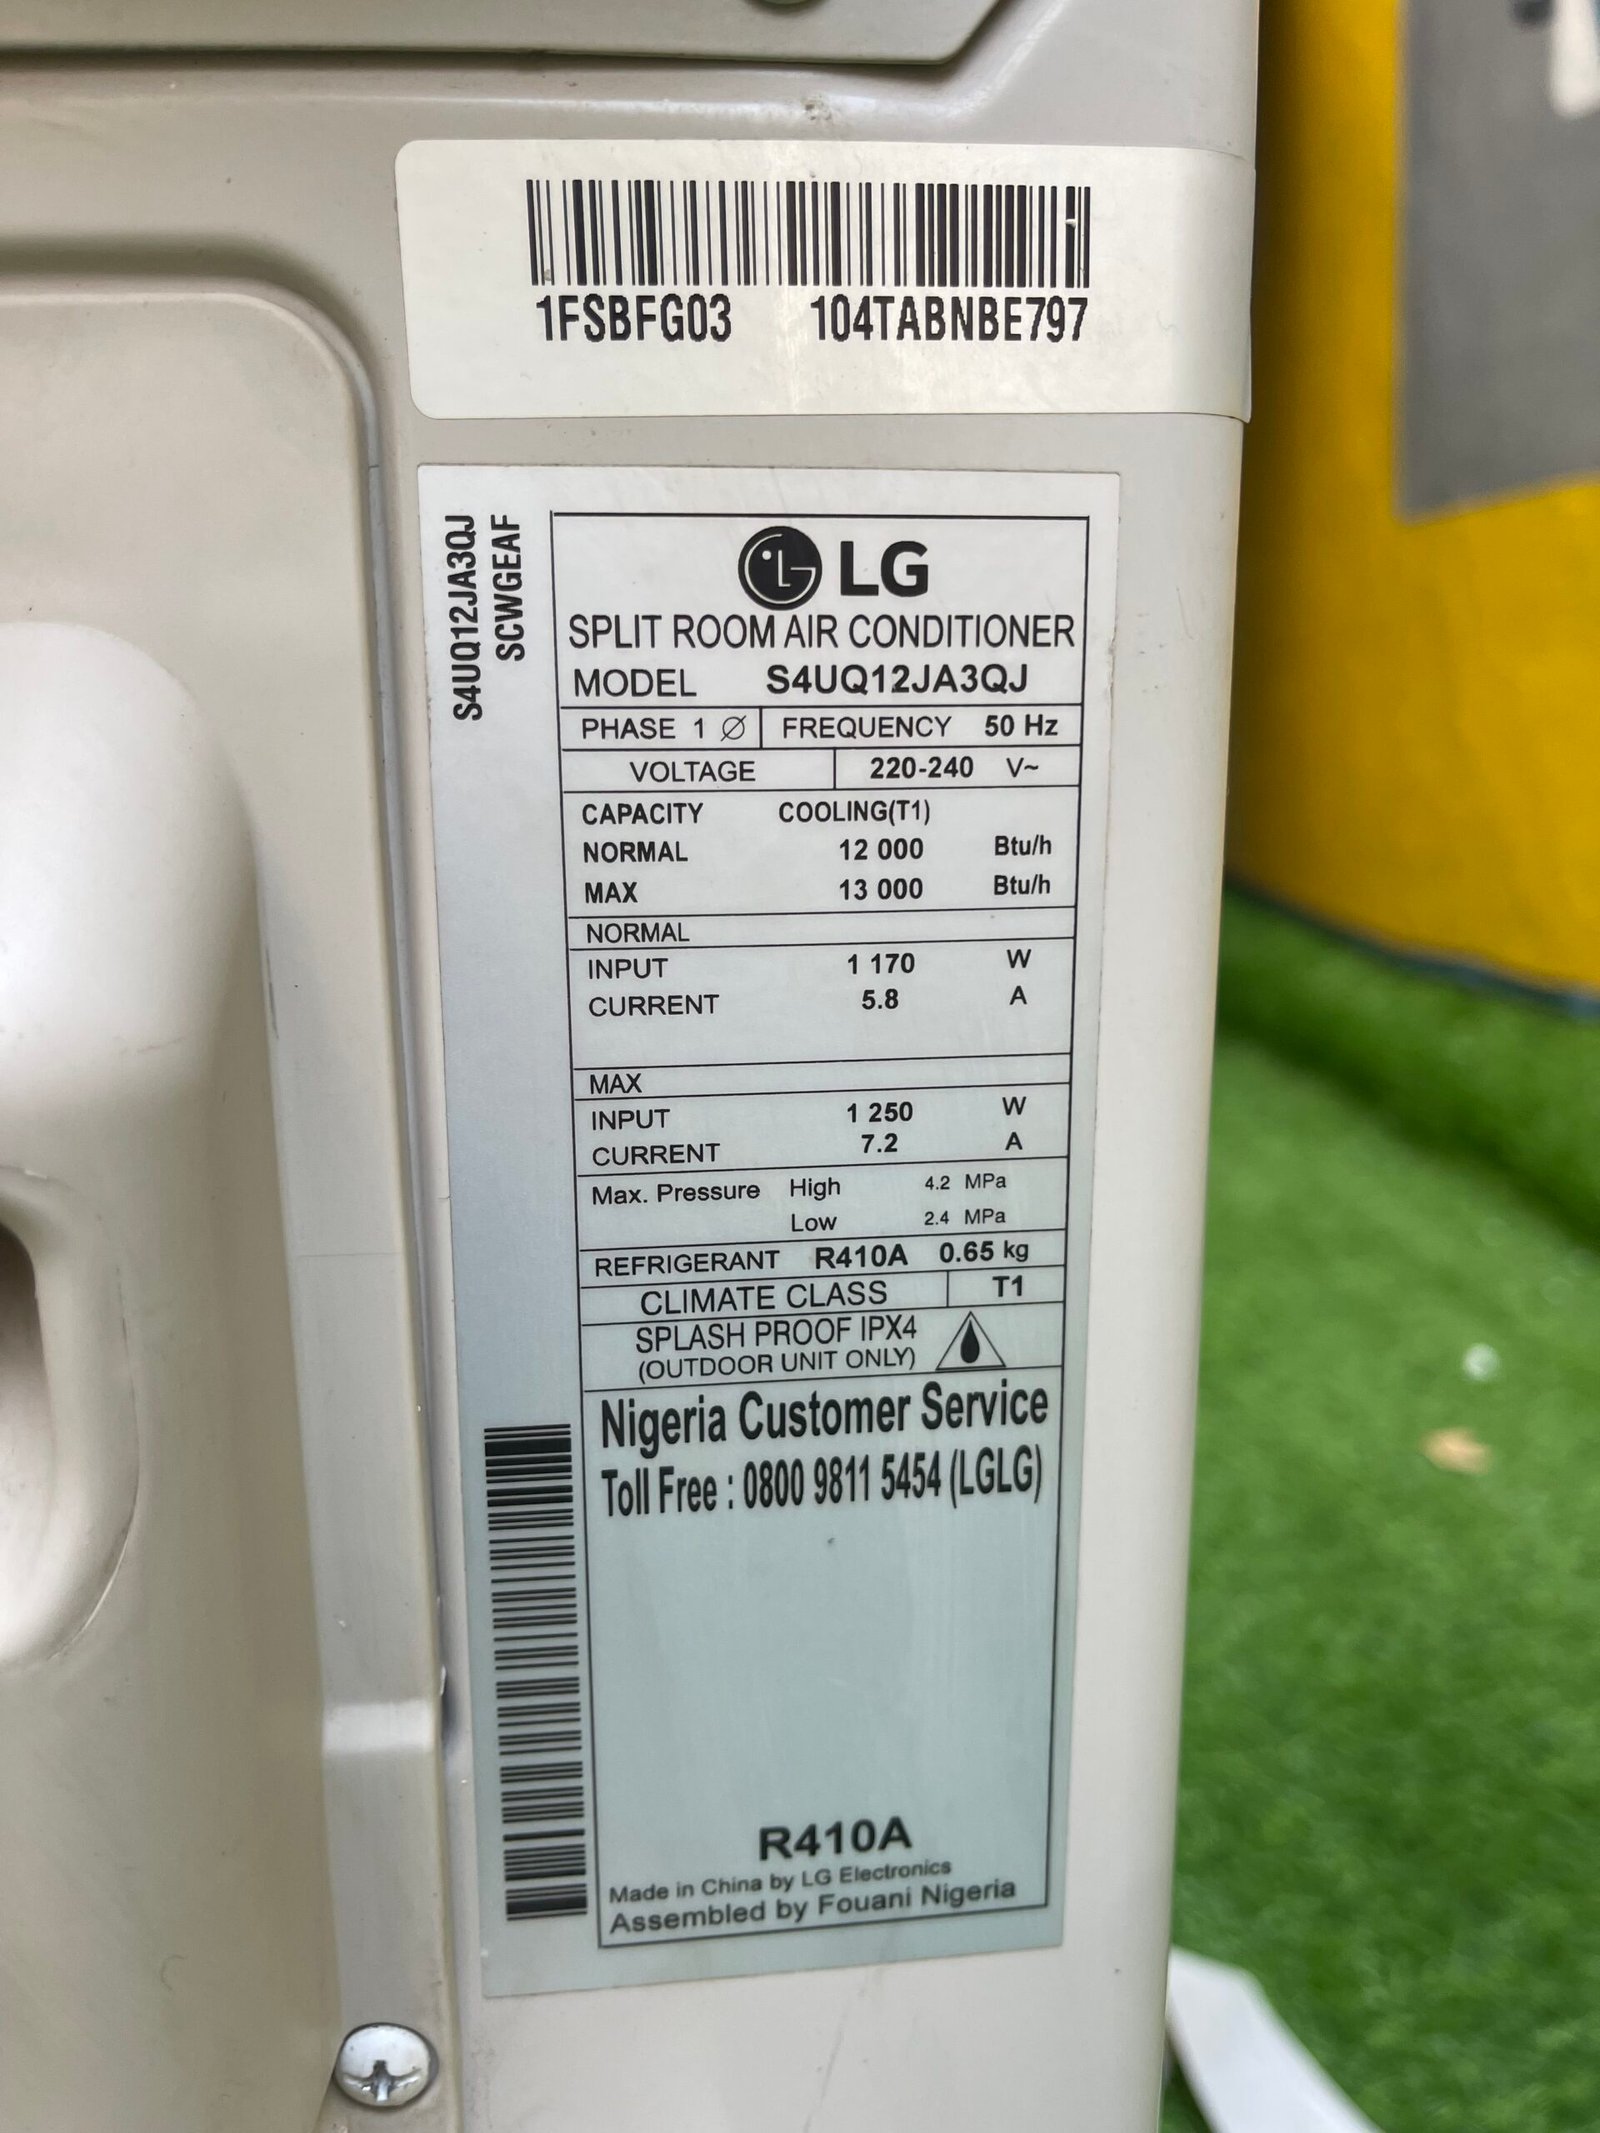 1FSBFG03 104TABNBE797
S4UQ12JA3QJ
SCWGEAF
LG
SPLIT ROOM AIR CONDITIONER
MODEL S4UQ12JA3QJ
PHASE 1 Ø FREQUENCY 50 Hz
VOLTAGE 220-240 V~
CAPACITY COOLING(T1)
NORMAL 12 000 Btu/h
MAX 13 000 Btu/h
NORMAL
INPUT 1 170 W
CURRENT 5.8 A
MAX
INPUT 1 250 W
CURRENT 7.2 A
Max. Pressure High 4.2 MPa
Low 2.4 MPa
REFRIGERANT R410A 0.65 kg
CLIMATE CLASS T1
SPLASH PROOF IPX4
(OUTDOOR UNIT ONLY)
Nigeria Customer Service
Toll Free : 0800 9811 5454 (LGLG)
R410A
Made in China by LG Electronics
Assembled by Fouani Nigeria